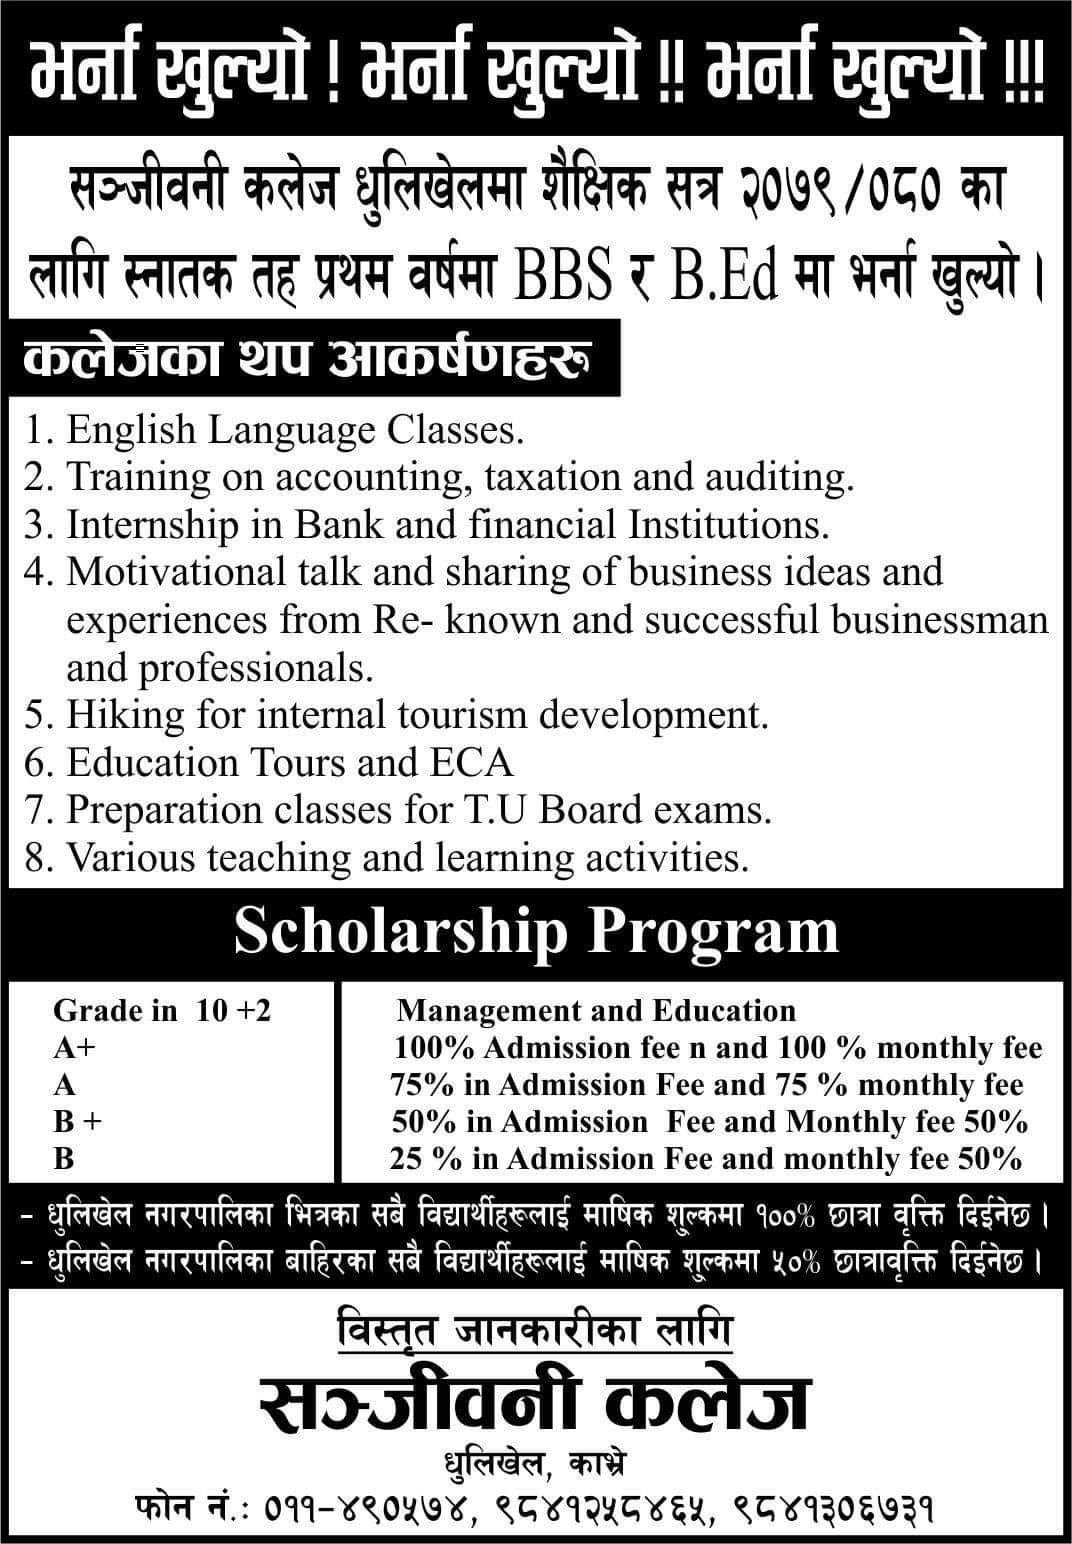 भर्ना खुल्यो ! भर्ना खुल्यो !! भर्ना खुल्यो !!!
सञ्जीवनी कलेज धुलिखेलमा शैक्षिक सत्र २०७९/०८० का
लागि स्नातक तह प्रथम वर्षमा BBS र B.Ed मा भर्ना खुल्यो ।
कलेजका थप आकर्षणहरू
1. English Language Classes.
2. Training on accounting, taxation and auditing.
3. Internship in Bank and financial Institutions.
4. Motivational talk and sharing of business ideas and
experiences from Re- known and successful businessman
and professionals.
5. Hiking for internal tourism development.
6. Education Tours and ECA
7. Preparation classes for T.U Board exams.
8. Various teaching and learning activities.
Scholarship Program
Grade in 10 +2 Management and Education
A+ 100% Admission fee n and 100 % monthly fee
A 75% in Admission Fee and 75 % monthly fee
B + 50% in Admission Fee and Monthly fee 50%
B 25 % in Admission Fee and monthly fee 50%
- धुलिखेल नगरपालिका भित्रका सबै विद्यार्थीहरूलाई माषिक शुल्कमा १००% छात्रा वृक्ति दिईनेछ ।
- धुलिखेल नगरपालिका बाहिरका सबै विद्यार्थीहरूलाई माषिक शुल्कमा ५०% छात्रावृक्ति दिईनेछ ।
विस्तृत जानकारीका लागि
सञ्जीवनी कलेज
धुलिखेल, काभ्रे
फोन नं.: ०११-४९०५७४, ९८४१२५८४६५, ९८४१३०६७३१